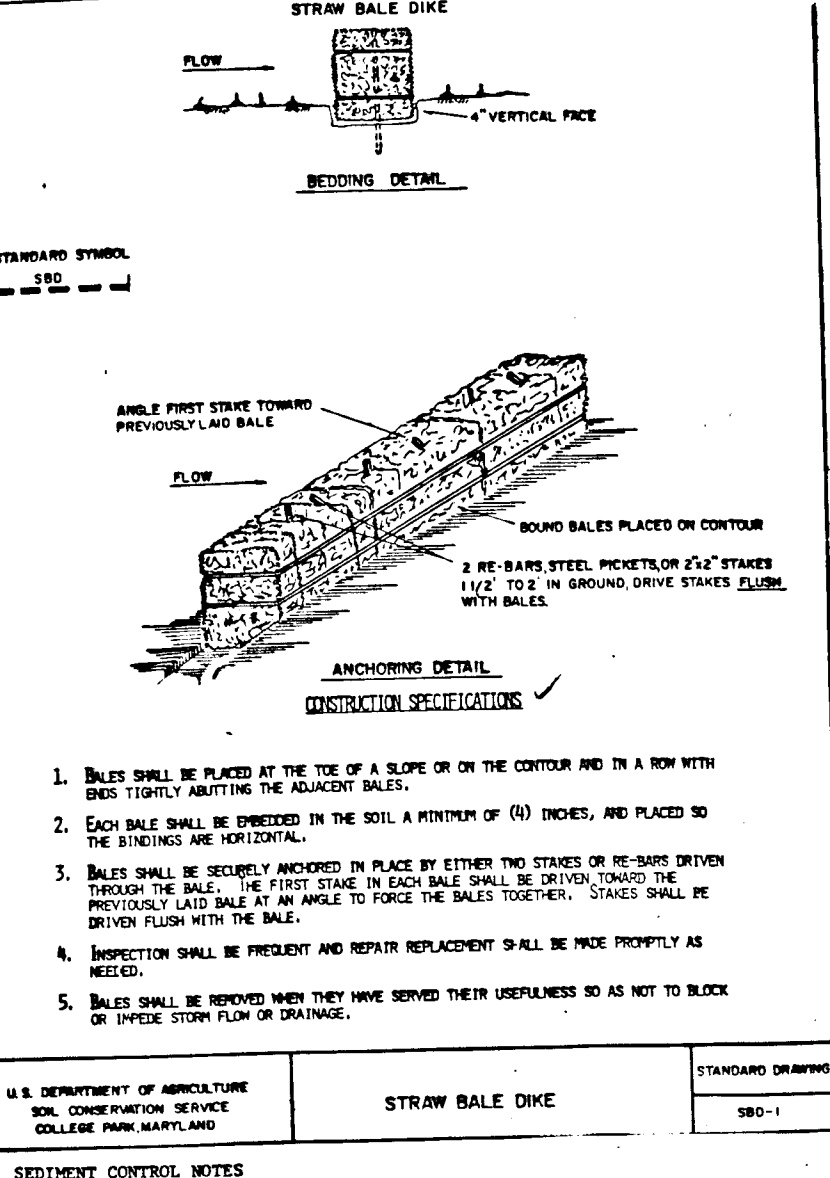 STRAW BALE DIKE
FLOW
4" VERTICAL FACE
BEDDING DETAIL
STANDARD SYMBOL
SBD
ANGLE FIRST STAKE TOWARD
PREVIOUSLY LAID BALE
FLOW
BOUND BALES PLACED ON CONTOUR
2 RE-BARS, STEEL PICKETS, OR 2"x2" STAKES
1 1/2' TO 2' IN GROUND, DRIVE STAKES FLUSH
WITH BALES.
ANCHORING DETAIL
CONSTRUCTION SPECIFICATIONS ✓
1. BALES SHALL BE PLACED AT THE TOE OF A SLOPE OR ON THE CONTOUR AND IN A ROW WITH
ENDS TIGHTLY ABUTTING THE ADJACENT BALES.
2. EACH BALE SHALL BE EMBEDDED IN THE SOIL A MINIMUM OF (4) INCHES, AND PLACED SO
THE BINDINGS ARE HORIZONTAL.
3. BALES SHALL BE SECURELY ANCHORED IN PLACE BY EITHER TWO STAKES OR RE-BARS DRIVEN
THROUGH THE BALE. THE FIRST STAKE IN EACH BALE SHALL BE DRIVEN TOWARD THE
PREVIOUSLY LAID BALE AT AN ANGLE TO FORCE THE BALES TOGETHER. STAKES SHALL BE
DRIVEN FLUSH WITH THE BALE.
4. INSPECTION SHALL BE FREQUENT AND REPAIR REPLACEMENT SHALL BE MADE PROMPTLY AS
NEEDED.
5. BALES SHALL BE REMOVED WHEN THEY HAVE SERVED THEIR USEFULNESS SO AS NOT TO BLOCK
OR IMPEDE STORM FLOW OR DRAINAGE.
U.S. DEPARTMENT OF AGRICULTURE
SOIL CONSERVATION SERVICE
COLLEGE PARK, MARYLAND
STRAW BALE DIKE
STANDARD DRAWING
SBD-1
SEDIMENT CONTROL NOTES